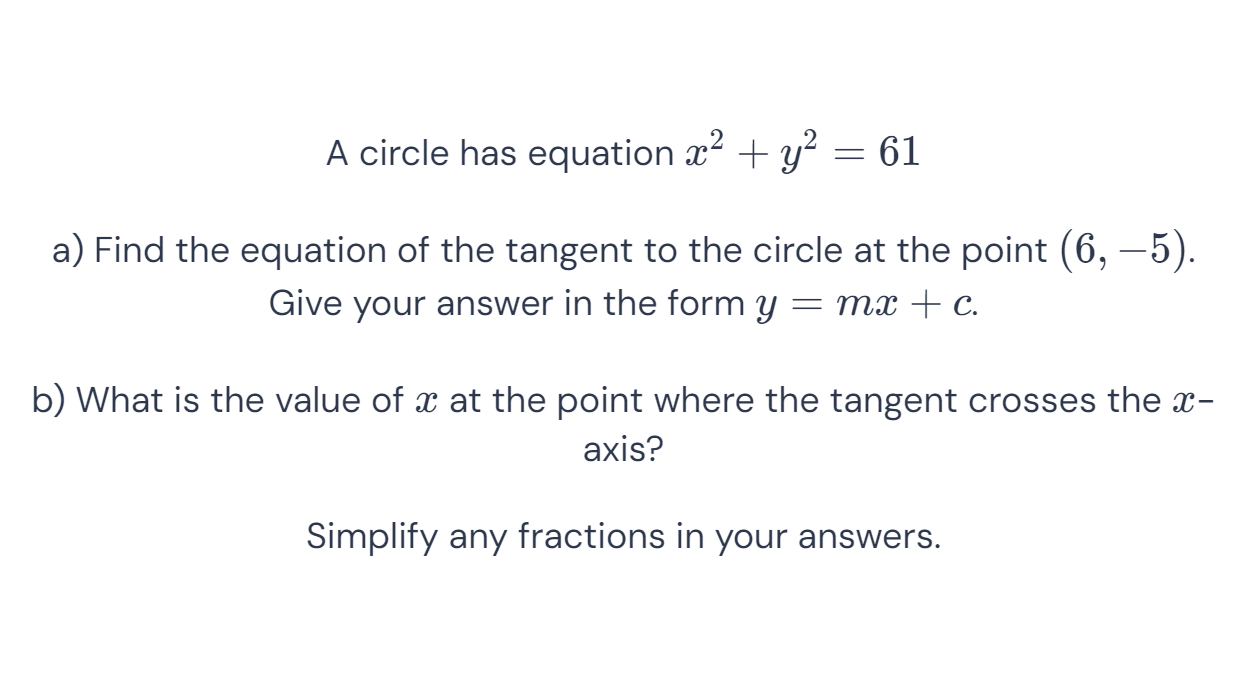 A circle has equation x² + y² = 61
a) Find the equation of the tangent to the circle at the point (6, −5).
Give your answer in the form y = mx + c.
b) What is the value of x at the point where the tangent crosses the x-
axis?
Simplify any fractions in your answers.